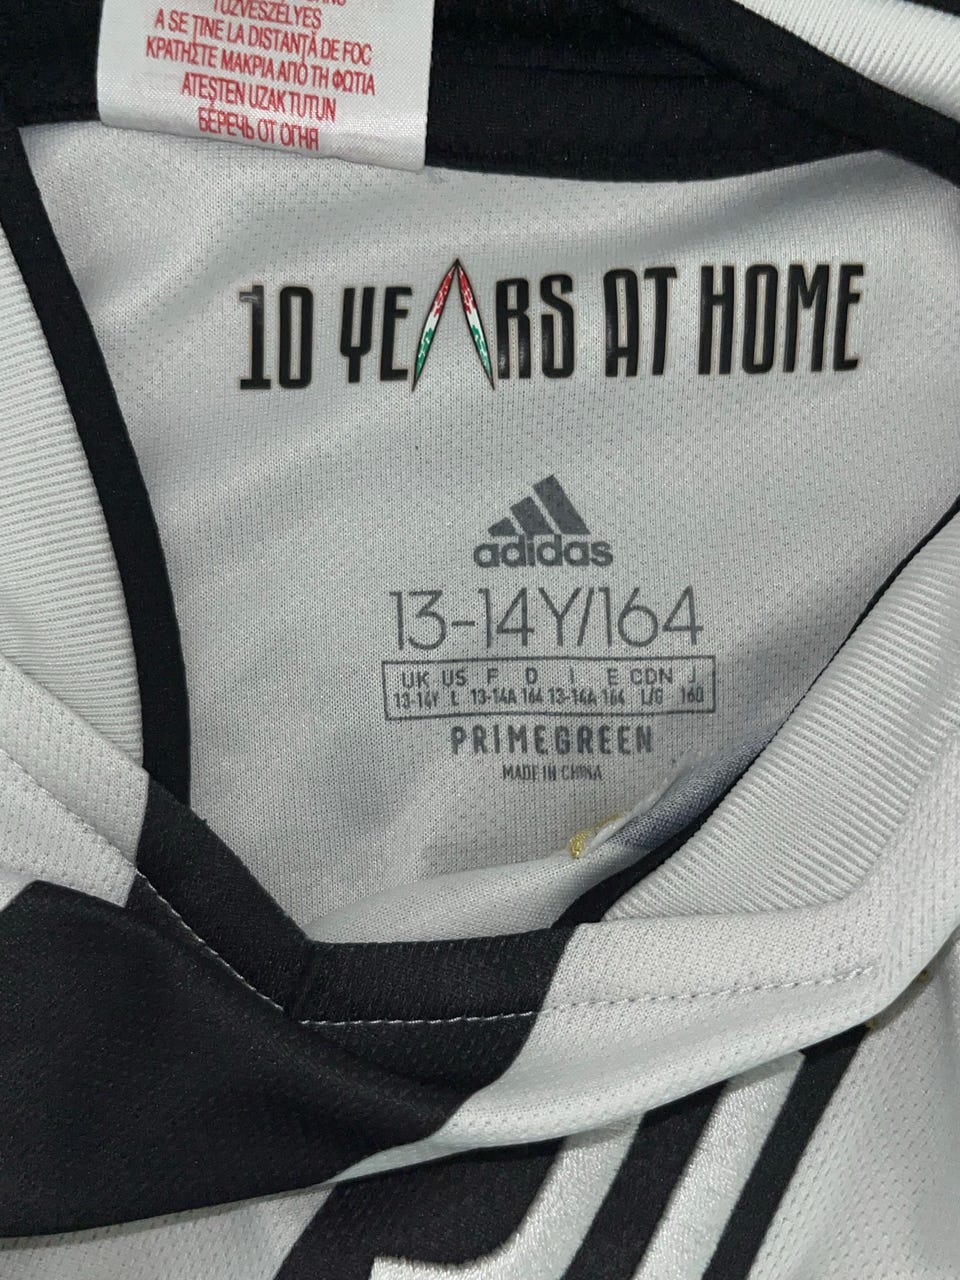 TŰZVESZÉLYES
A SE ŢINE LA DISTANŢĂ DE FOC
ΚΡΑΤΗΣΤΕ ΜΑΚΡΙΑ ΑΠΟ ΤΗ ΦΩΤΙΑ
ATEŞTEN UZAK TUTUN
БЕРЕЧЬ ОТ ОГНЯ
10 YEARS AT HOME
adidas
13-14Y/164
UK US F D I E CDN J
13-14Y L 13-14A 164 13-14A 164 L/G 160
PRIMEGREEN
MADE IN CHINA